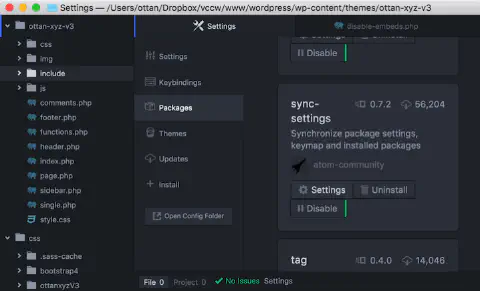 Settings — /Users/ottan/Dropbox/vccw/www/wordpress/wp-content/themes/ottan-xyz-v3
ottan-xyz-v3
css
img
include
js
comments.php
footer.php
functions.php
header.php
index.php
page.php
sidebar.php
single.php
style.css
css
.sass-cache
bootstrap4
ottanxyzV3
Settings
disable-embeds.php
Settings
Keybindings
Packages
Themes
Updates
Install
Open Config Folder
Settings Uninstall
Disable
sync-settings 0.7.2 56,204
Synchronize package settings,
keymap and installed packages
atom-community
Settings Uninstall
Disable
tag 0.4.0 14,046
File 0 Project 0 No Issues Settings